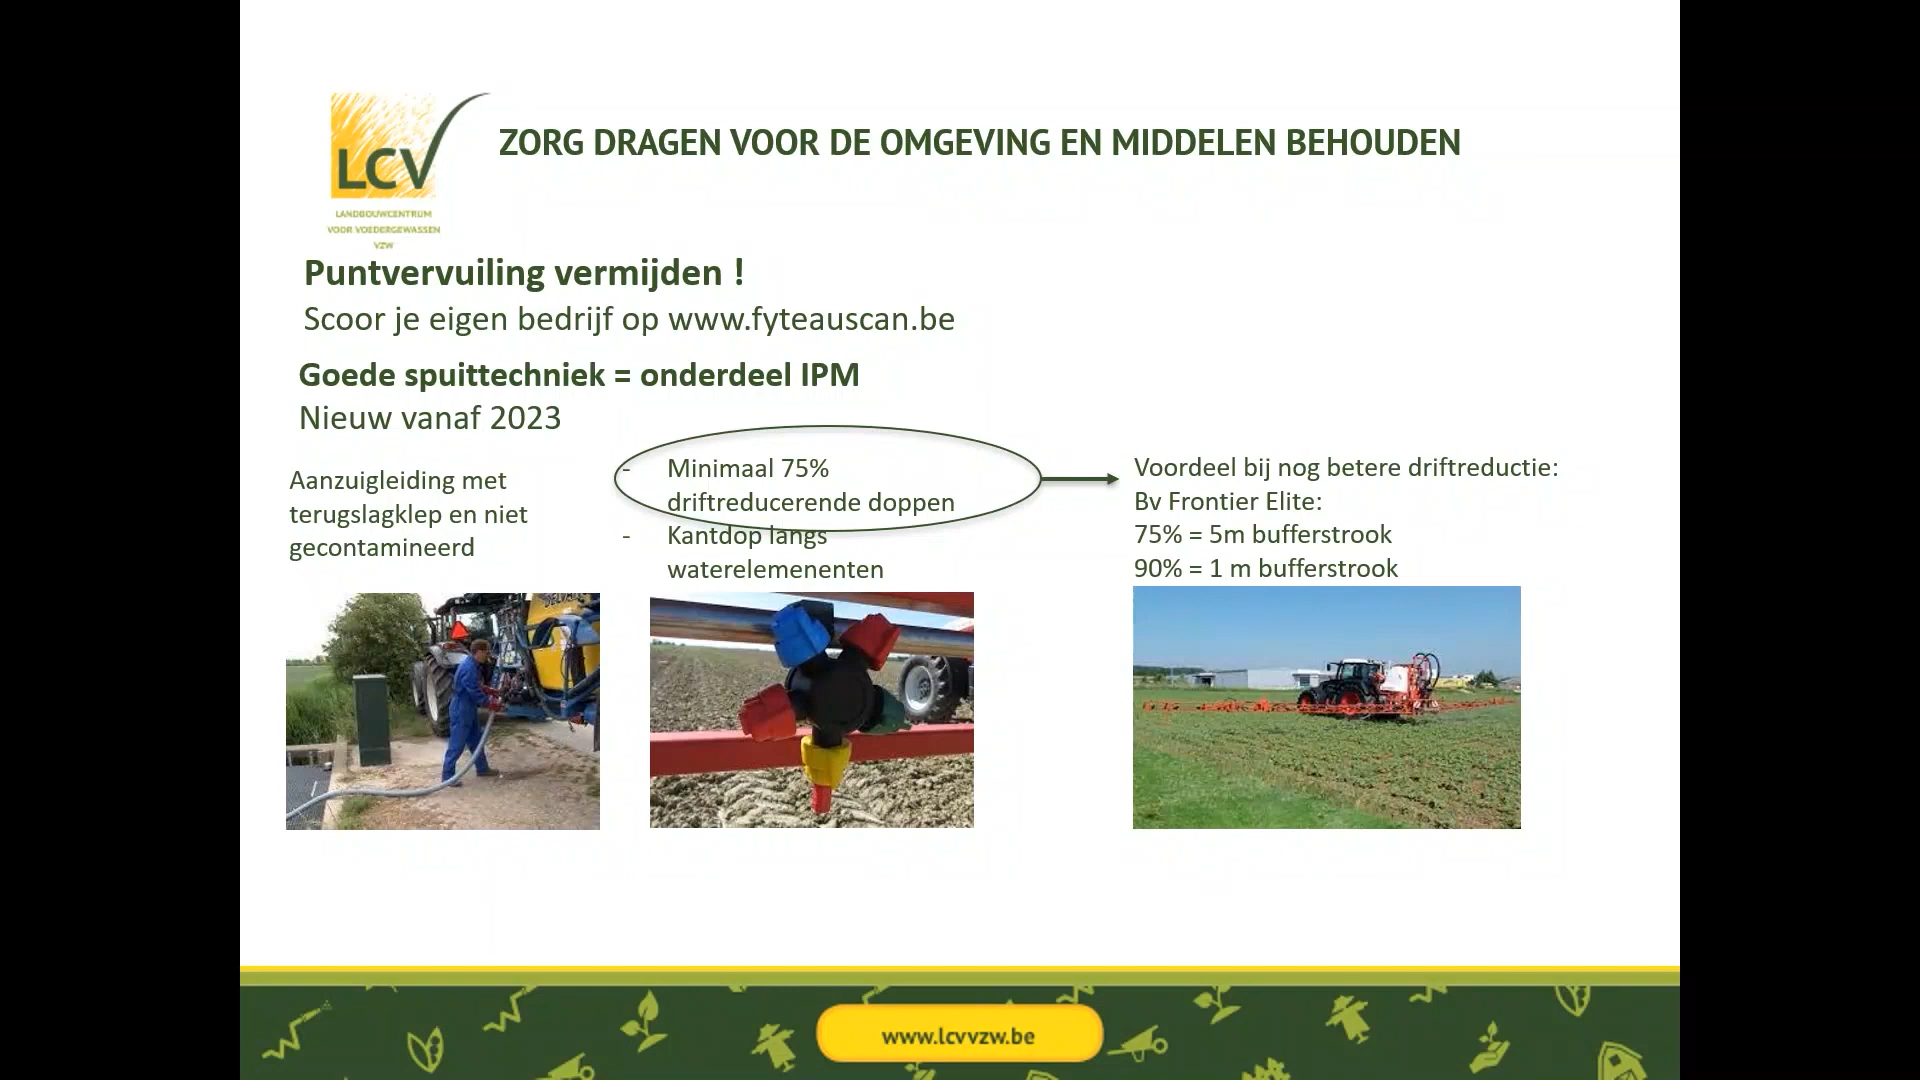 LCV
LANDBOUWCENTRUM
VOOR VOEDERGEWASSEN
VZW
ZORG DRAGEN VOOR DE OMGEVING EN MIDDELEN BEHOUDEN
Puntvervuiling vermijden !
Scoor je eigen bedrijf op www.fyteauscan.be
Goede spuittechniek = onderdeel IPM
Nieuw vanaf 2023
Aanzuigleiding met
terugslagklep en niet
gecontamineerd
- Minimaal 75%
driftreducerende doppen
- Kantdop langs
waterelemenenten
Voordeel bij nog betere driftreductie:
Bv Frontier Elite:
75% = 5m bufferstrook
90% = 1 m bufferstrook
www.lcvvzw.be